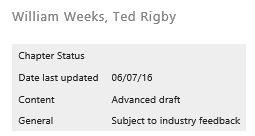 William Weeks, Ted Rigby
Chapter Status
Date last updated 06/07/16
Content Advanced draft
General Subject to industry feedback